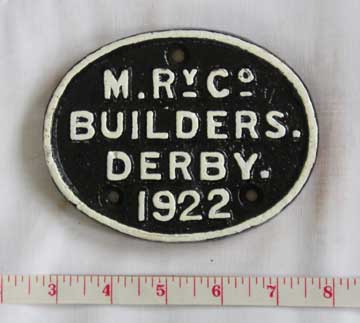 M. Rʸ Cº
BUILDERS.
DERBY.
1922
3 4 5 6 7 8